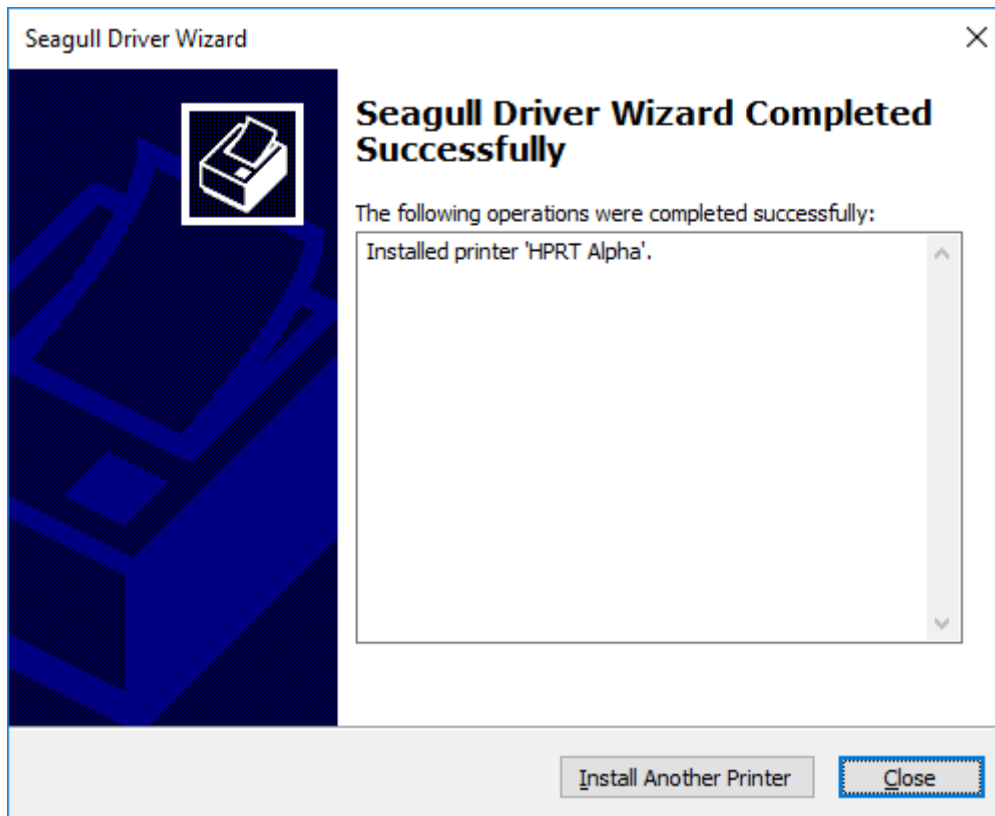 Seagull Driver Wizard
Seagull Driver Wizard Completed
Successfully
The following operations were completed successfully:
Installed printer 'HPRT Alpha'.
Install Another Printer
Close